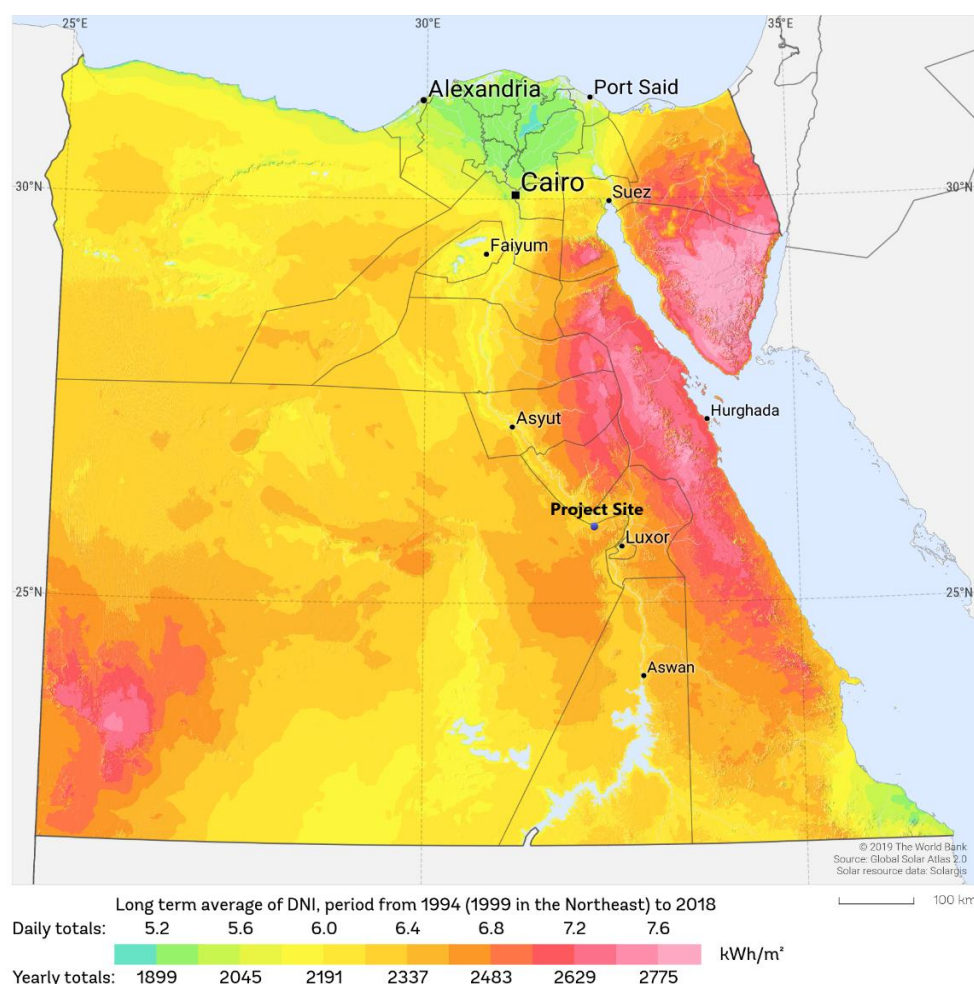 25°E 30°E 35°E
Alexandria
Port Said
30°N
Cairo
Suez
30°N
Faiyum
Hurghada
Asyut
Project Site
Luxor
25°N
25°N
Aswan
© 2019 The World Bank
Source: Global Solar Atlas 2.0
Solar resource data: Solargis
25°E 30°E 35°E
100 km
Long term average of DNI, period from 1994 (1999 in the Northeast) to 2018
Daily totals: 5.2 5.6 6.0 6.4 6.8 7.2 7.6
kWh/m²
Yearly totals: 1899 2045 2191 2337 2483 2629 2775